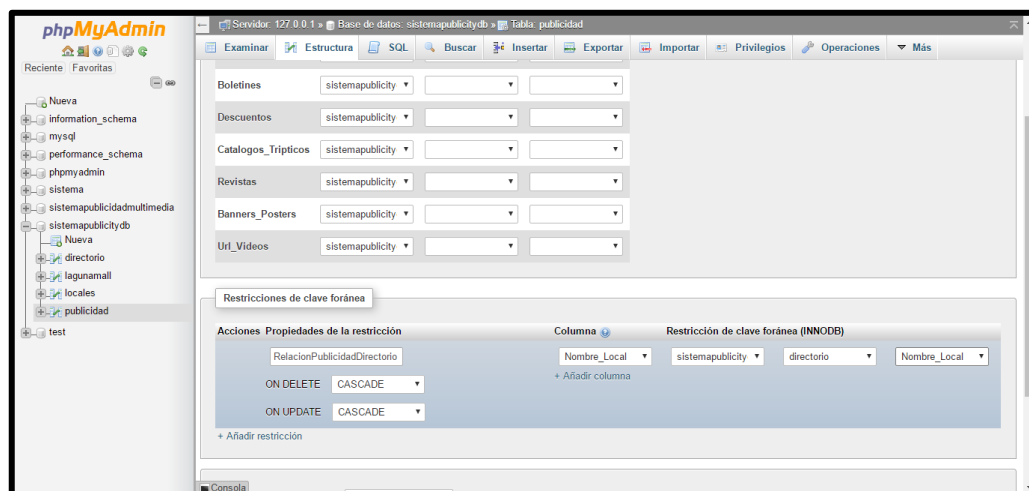 phpMyAdmin
Reciente Favoritas
Nueva
information_schema
mysql
performance_schema
phpmyadmin
sistema
sistemapublicidadmultimedia
sistemapublicitydb
Nueva
directorio
lagunamall
locales
publicidad
test
Servidor: 127.0.0.1 » Base de datos: sistemapublicitydb » Tabla: publicidad
Examinar Estructura SQL Buscar Insertar Exportar Importar Privilegios Operaciones Más
Boletines sistemapublicity
Descuentos sistemapublicity
Catalogos_Tripticos sistemapublicity
Revistas sistemapublicity
Banners_Posters sistemapublicity
Url_Videos sistemapublicity
Restricciones de clave foránea
Acciones Propiedades de la restricción Columna Restricción de clave foránea (INNODB)
RelacionPublicidadDirectorio Nombre_Local sistemapublicity directorio Nombre_Local
+ Añadir columna
ON DELETE CASCADE
ON UPDATE CASCADE
+ Añadir restricción
Consola